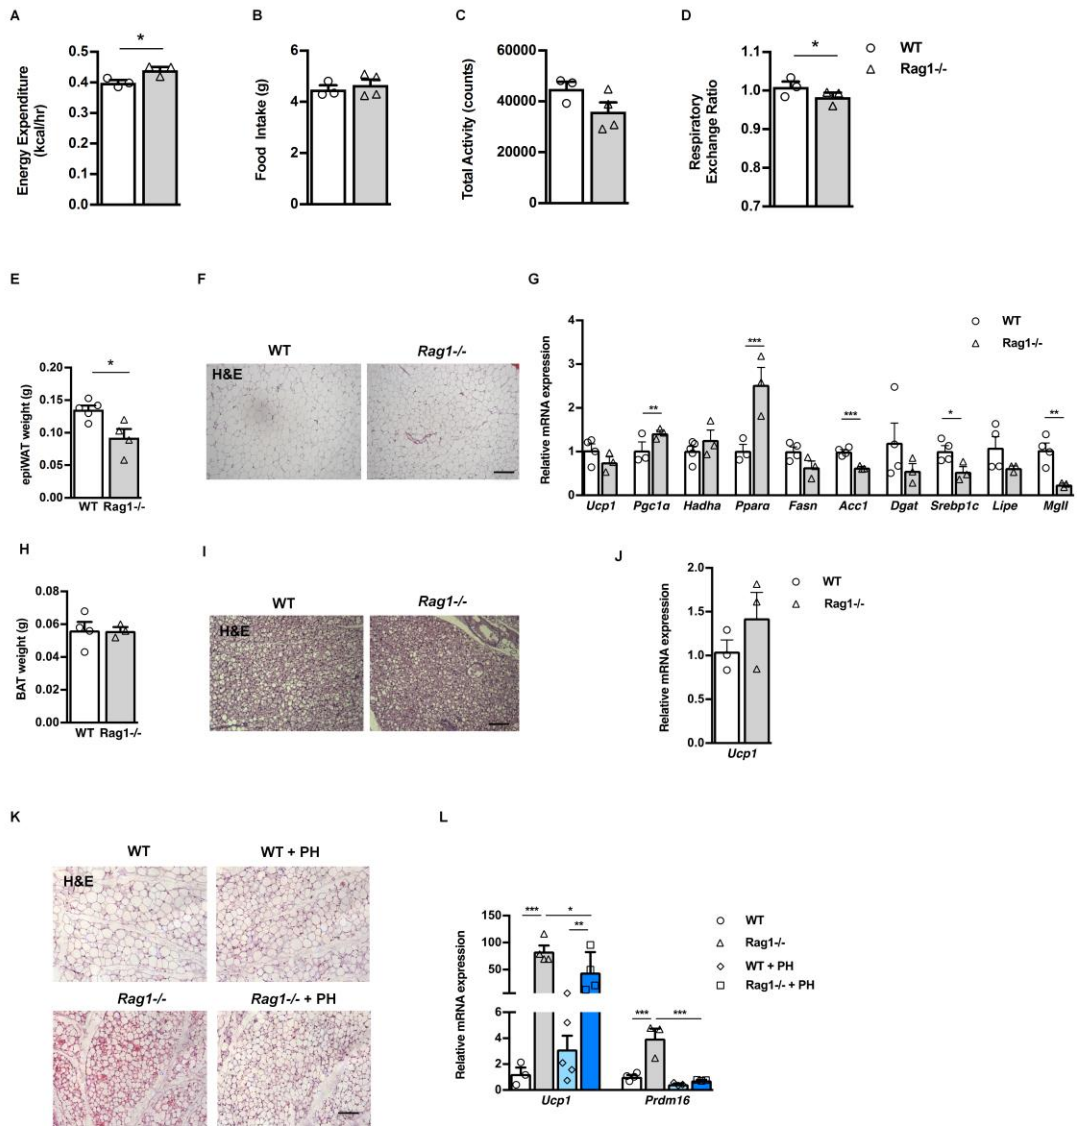 A
Energy Expenditure
(kcal/hr)
0.5
0.4
0.3
0.2
0.1
0.0
*
B
Food Intake (g)
6
4
2
0
C
Total Activity (counts)
60000
40000
20000
0
D
Respiratory
Exchange Ratio
1.1
1.0
0.9
0.8
0.7
*
WT
Rag1-/-
E
epiWAT weight (g)
0.20
0.15
0.10
0.05
0.00
*
WT Rag1-/-
F
WT
Rag1-/-
H&E
G
Relative mRNA expression
4
3
2
1
0
**
***
***
*
**
WT
Rag1-/-
Ucp1 Pgc1α Hadha Pparα Fasn Acc1 Dgat Srebp1c Lipe Mgll
H
BAT weight (g)
0.08
0.06
0.04
0.02
0.00
WT Rag1-/-
I
WT
Rag1-/-
H&E
J
Relative mRNA expression
2.0
1.5
1.0
0.5
0.0
WT
Rag1-/-
Ucp1
K
WT
WT + PH
H&E
Rag1-/-
Rag1-/- + PH
L
Relative mRNA expression
150
100
50
6
4
2
0
***
*
**
***
***
WT
Rag1-/-
WT + PH
Rag1-/- + PH
Ucp1
Prdm16